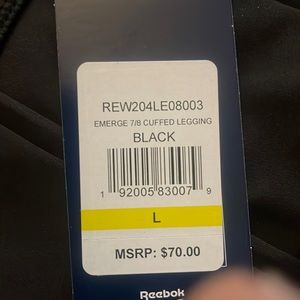 REW204LE08003
EMERGE 7/8 CUFFED LEGGING
BLACK
1 92005 83007 9
L
MSRP: $70.00
Reebok